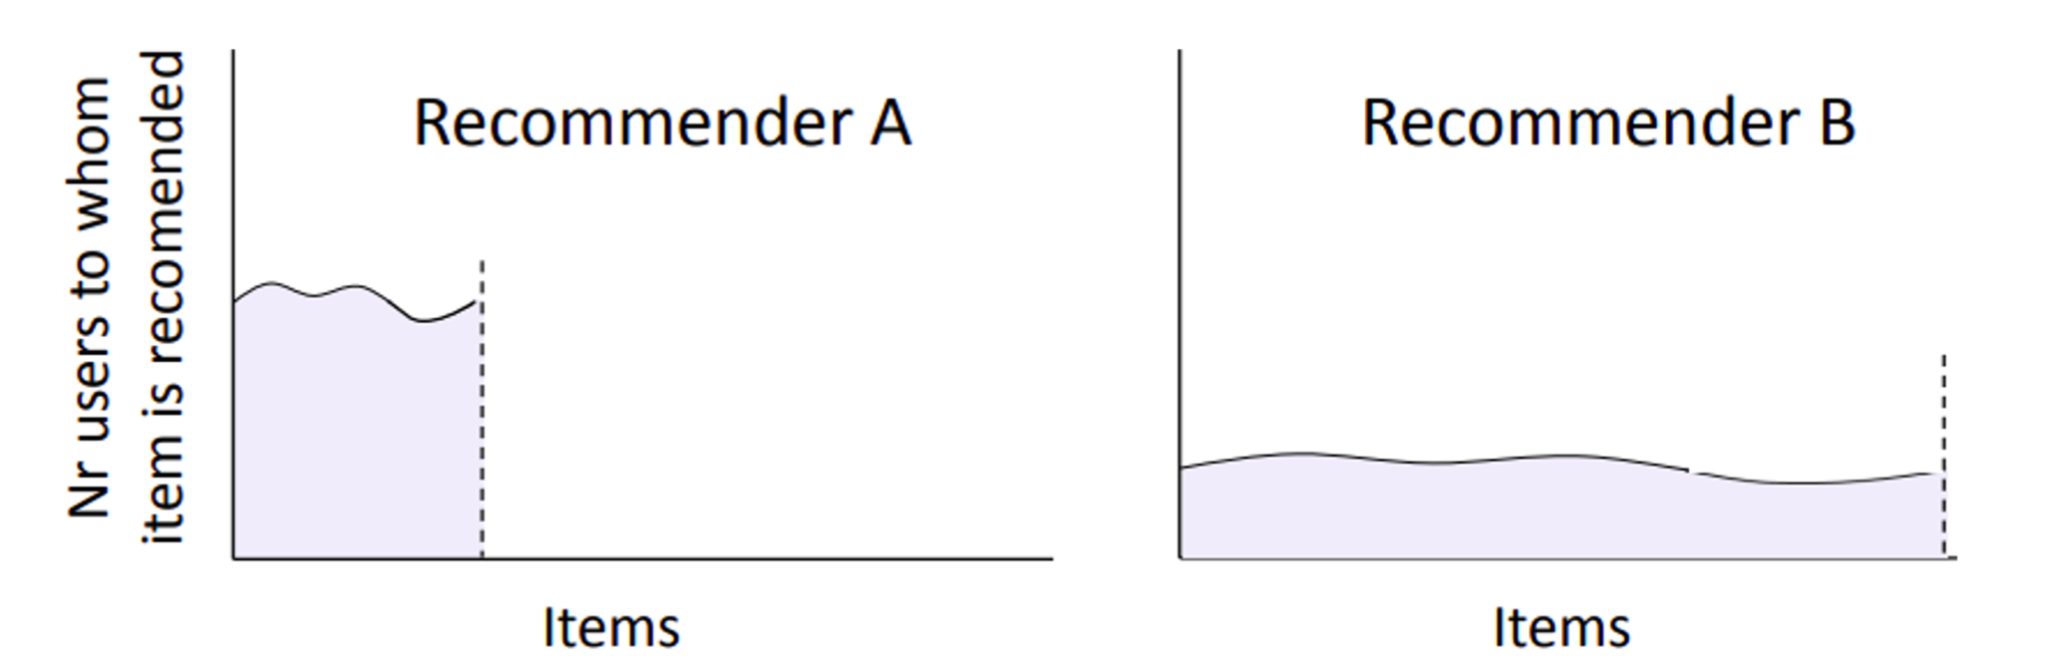 Nr users to whom
item is recomended
Recommender A
Items
Recommender B
Items